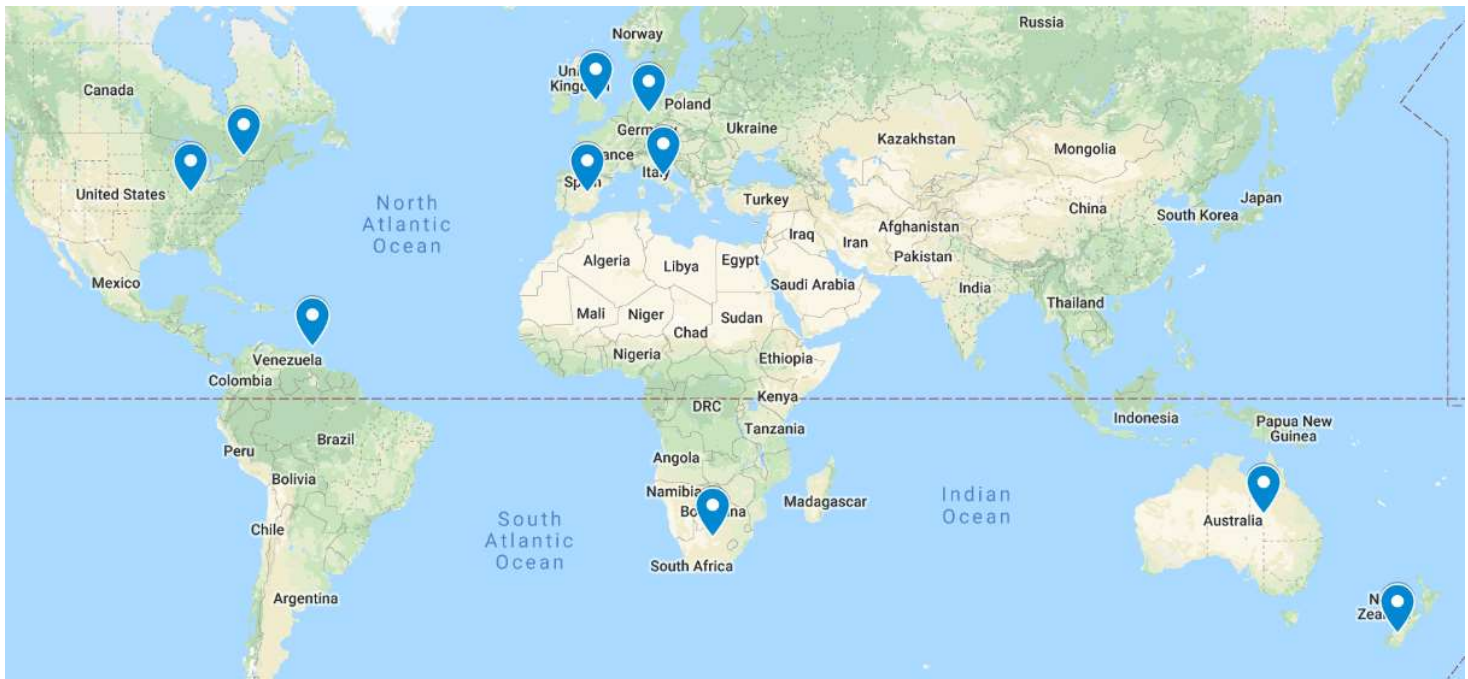 Russia
Norway
Canada
Poland
Ukraine
Kazakhstan
Mongolia
United States
Italy
Turkey
China
Japan
South Korea
North
Atlantic
Ocean
Afghanistan
Iraq
Iran
Pakistan
Algeria
Libya
Egypt
Saudi Arabia
India
Mexico
Thailand
Mali
Niger
Chad
Sudan
Venezuela
Nigeria
Ethiopia
Colombia
Kenya
DRC
Indonesia
Papua New
Guinea
Tanzania
Peru
Brazil
Angola
Bolivia
Namibia
Madagascar
Indian
Ocean
Chile
South
Atlantic
Ocean
Australia
South Africa
Argentina